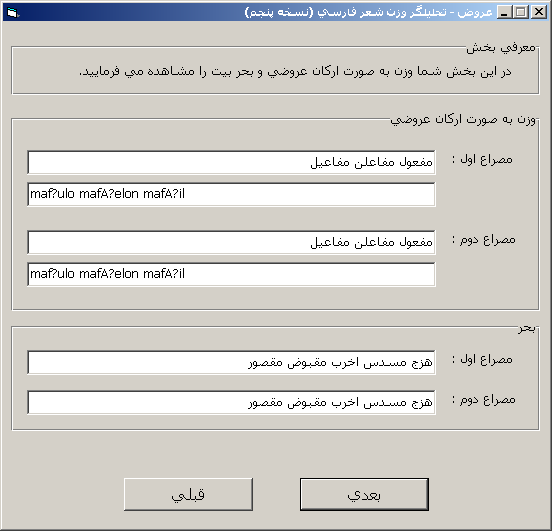 عروض - تحليلگر وزن شعر فارسي (نسخه پنجم)
معرفي بخش
در اين بخش شما وزن به صورت اركان عروضي و بحر بيت را مشاهده مي فرماييد.
وزن به صورت اركان عروضي
مصراع اول :
مفعول مفاعلن مفاعيل
maf?ulo mafA?elon mafA?il
مصراع دوم :
مفعول مفاعلن مفاعيل
maf?ulo mafA?elon mafA?il
بحر
مصراع اول :
هزج مسدس اخرب مقبوض مقصور
مصراع دوم :
هزج مسدس اخرب مقبوض مقصور
بعدي
قبلي